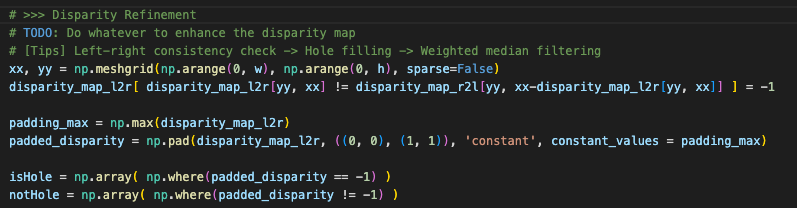 # >>> Disparity Refinement
# TODO: Do whatever to enhance the disparity map
# [Tips] Left-right consistency check -> Hole filling -> Weighted median filtering
xx, yy = np.meshgrid(np.arange(0, w), np.arange(0, h), sparse=False)
disparity_map_l2r[ disparity_map_l2r[yy, xx] != disparity_map_r2l[yy, xx-disparity_map_l2r[yy, xx]] ] = -1
padding_max = np.max(disparity_map_l2r)
padded_disparity = np.pad(disparity_map_l2r, ((0, 0), (1, 1)), 'constant', constant_values = padding_max)
isHole = np.array( np.where(padded_disparity == -1) )
notHole = np.array( np.where(padded_disparity != -1) )